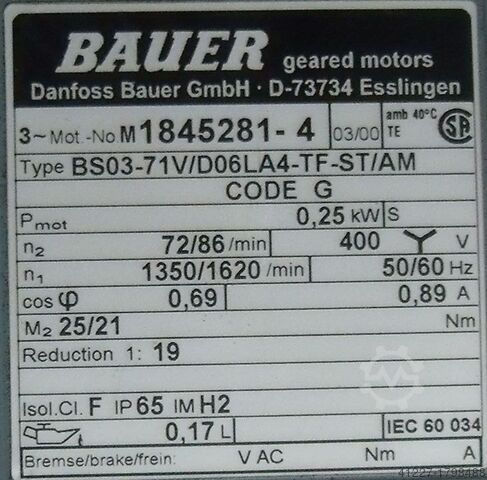 BAUER geared motors
Danfoss Bauer GmbH · D-73734 Esslingen
3~ Mot.-No M 1845281-4 03/00 amb 40°C TE SA
Type BS03-71V/D06LA4-TF-ST/AM
CODE G
Pmot 0,25 kW S
n2 72/86 /min 400 Y V
n1 1350/1620 /min 50/60 Hz
cos φ 0,69 0,89 A
M2 25/21 Nm
Reduction 1: 19
Isol.Cl. F IP 65 IM H2
0,17 L IEC 60 034
Bremse/brake/frein: V AC Nm A